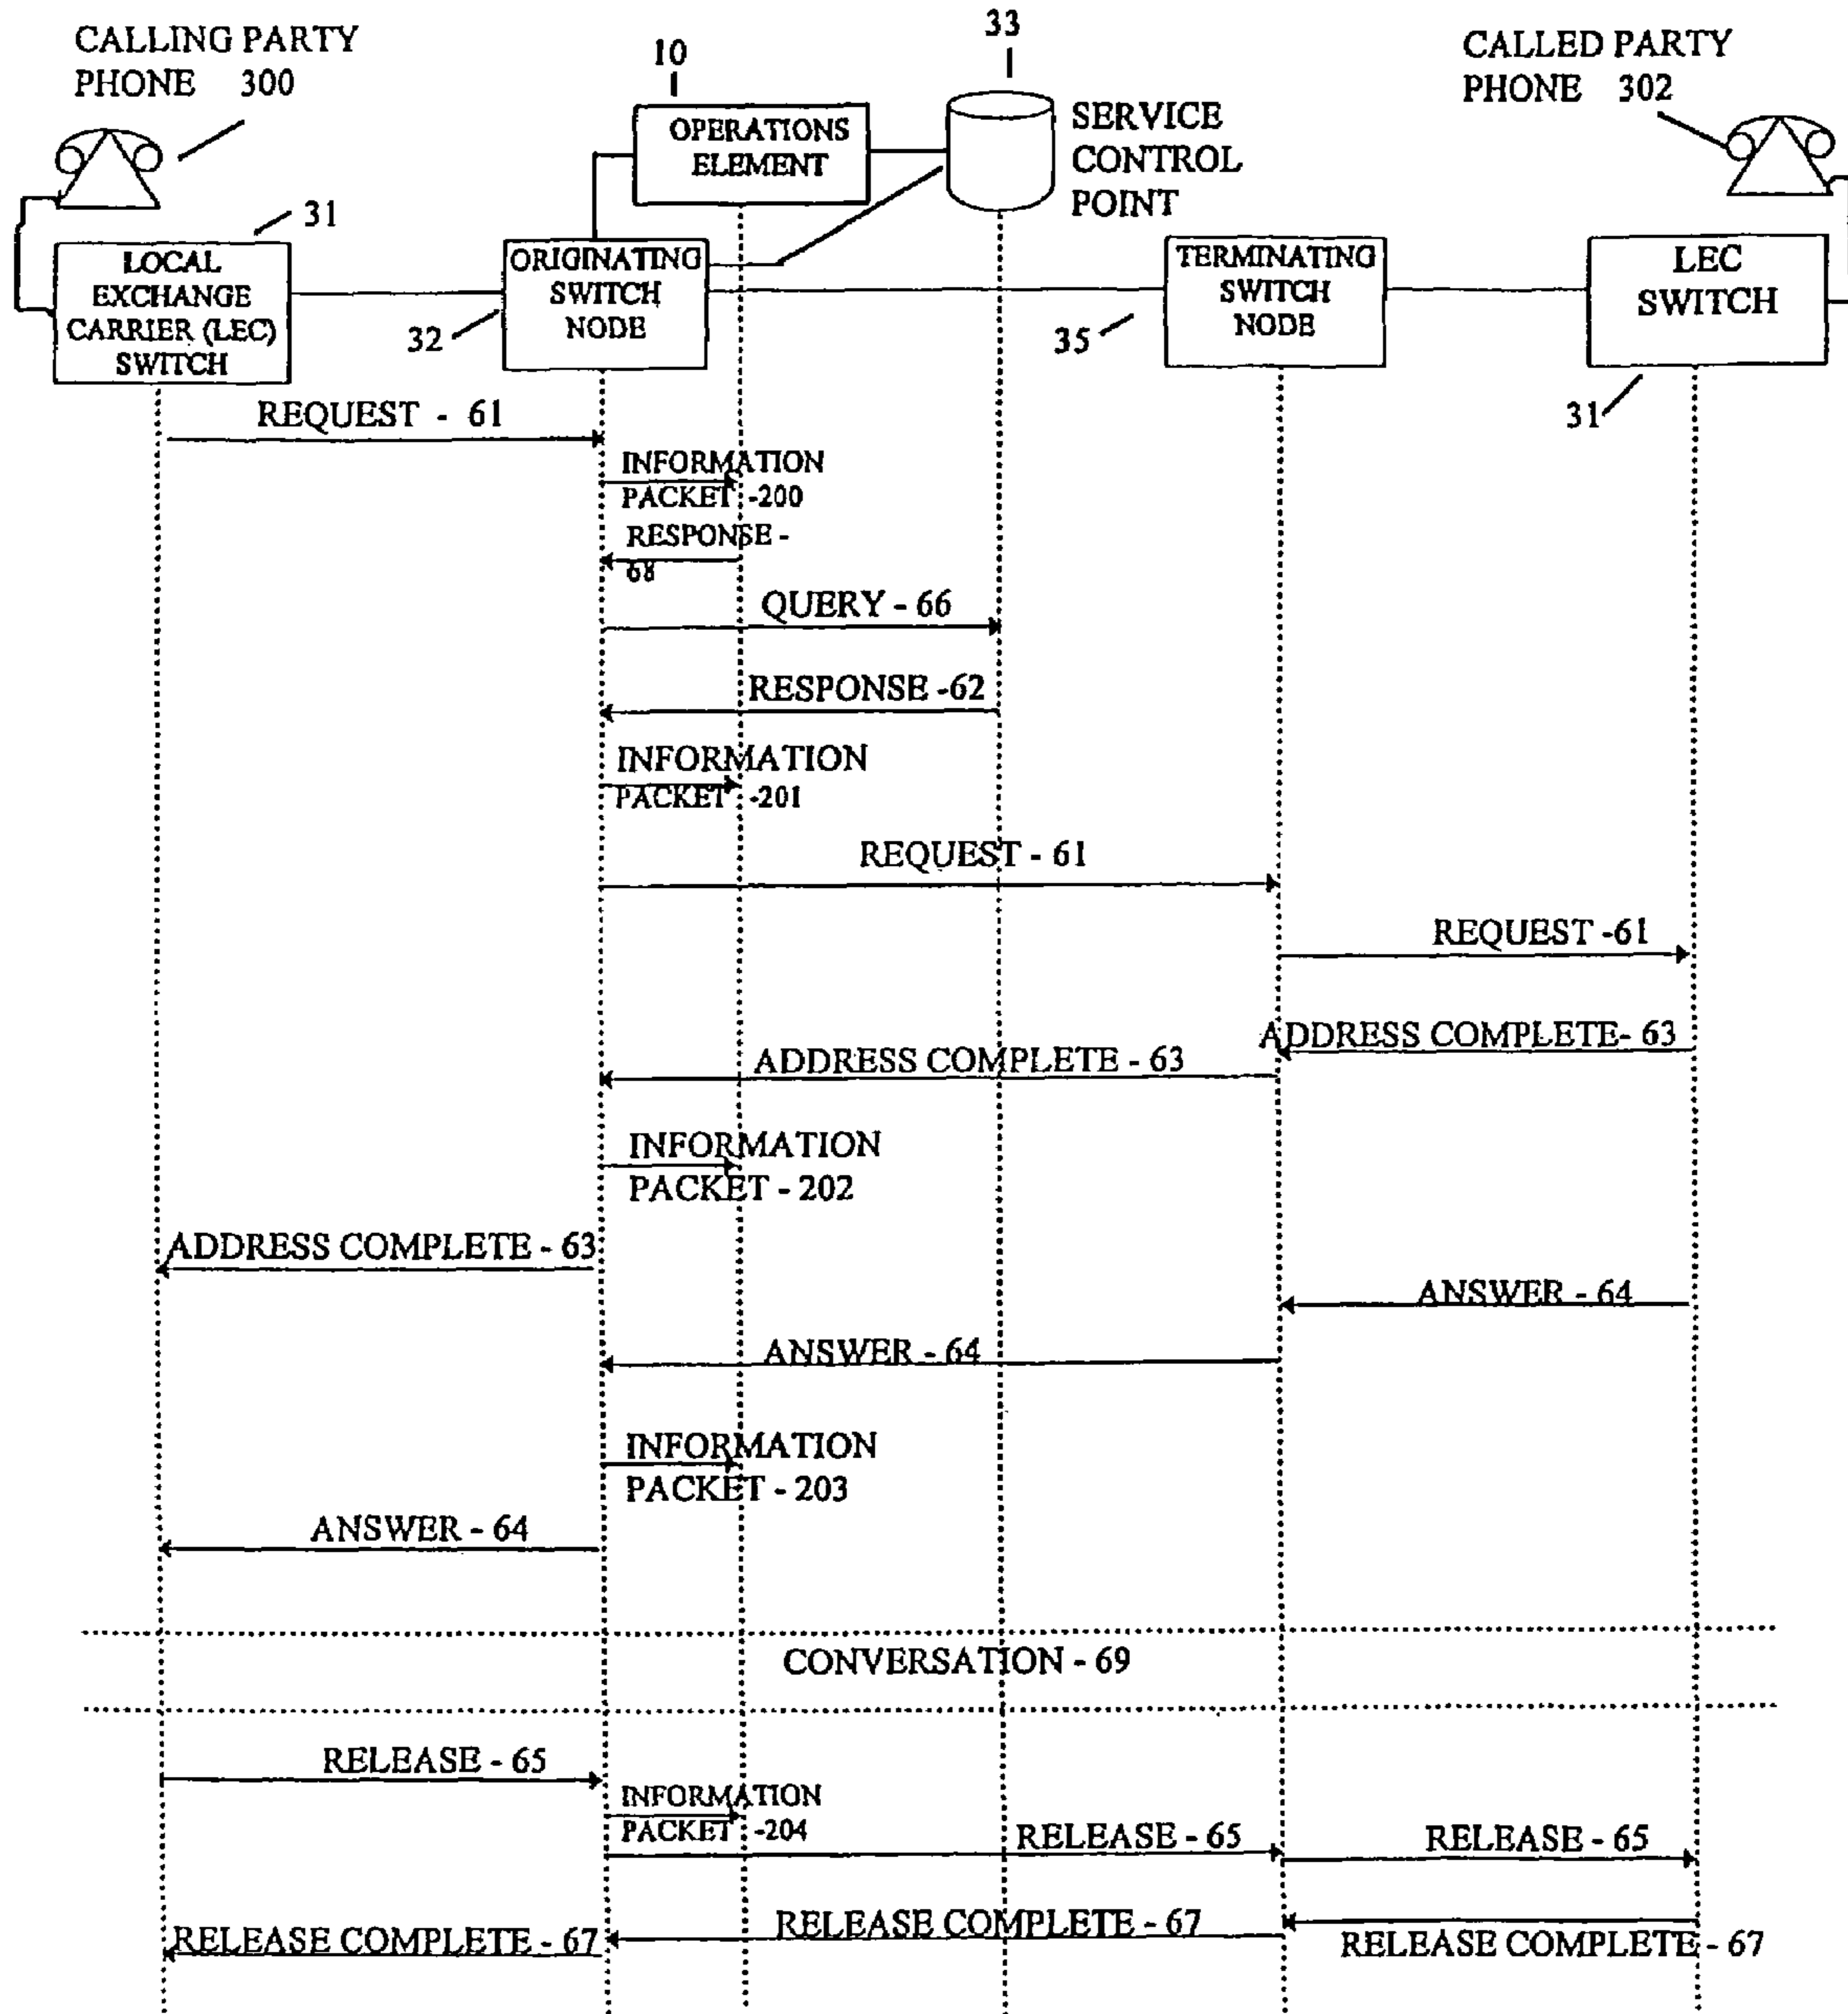 CALLING PARTY
PHONE 300
10
33
CALLED PARTY
PHONE 302
OPERATIONS
ELEMENT
SERVICE
CONTROL
POINT
31
LOCAL
EXCHANGE
CARRIER (LEC)
SWITCH
32
ORIGINATING
SWITCH
NODE
35
TERMINATING
SWITCH
NODE
LEC
SWITCH
31
REQUEST - 61
INFORMATION
PACKET -200
RESPONSE -
68
QUERY - 66
RESPONSE -62
INFORMATION
PACKET -201
REQUEST - 61
REQUEST -61
ADDRESS COMPLETE- 63
ADDRESS COMPLETE - 63
INFORMATION
PACKET - 202
ADDRESS COMPLETE - 63
ANSWER - 64
ANSWER - 64
INFORMATION
PACKET - 203
ANSWER - 64
CONVERSATION - 69
RELEASE - 65
INFORMATION
PACKET -204
RELEASE - 65
RELEASE - 65
RELEASE COMPLETE - 67
RELEASE COMPLETE - 67
RELEASE COMPLETE - 67